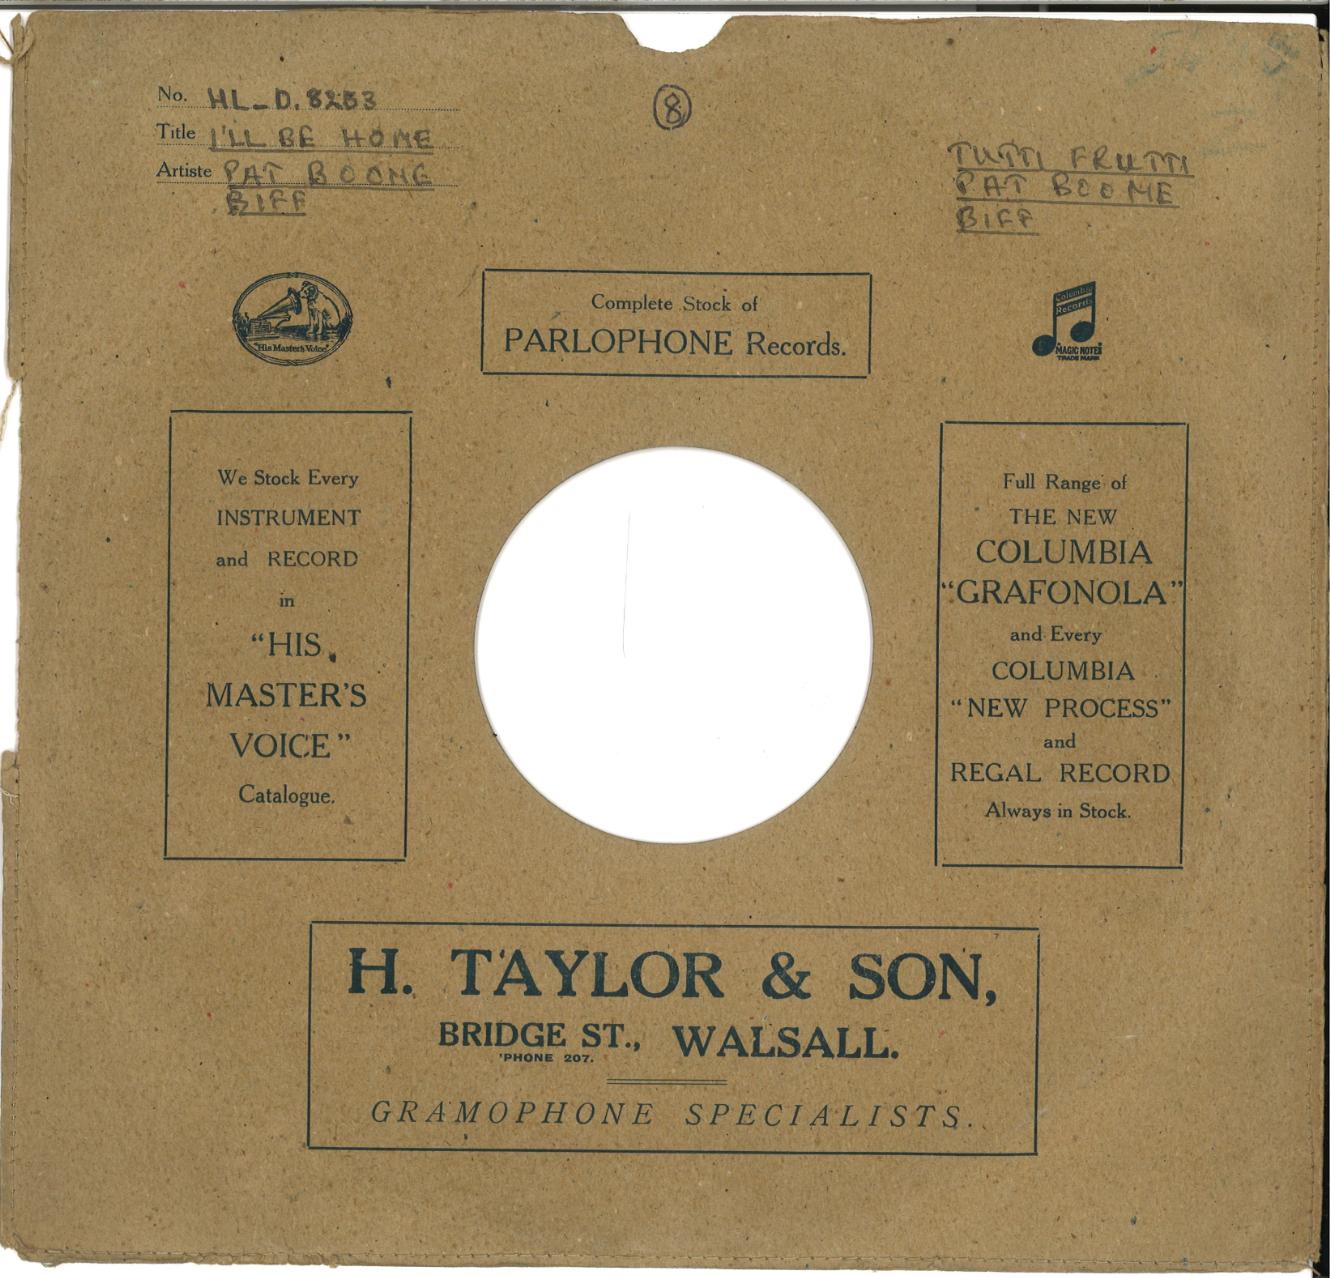 No. HL-D.8253
Title I'LL BE HOME
Artiste PAT BOONE
BIFF
8
TUTTI FRUTTI
PAT BOONE
BIFF
"His Master's Voice"
Complete Stock of
PARLOPHONE Records.
Columbia
Records
MAGIC NOTES
TRADE MARK
We Stock Every
INSTRUMENT
and RECORD
in
"HIS
MASTER'S
VOICE"
Catalogue.
Full Range of
THE NEW
COLUMBIA
"GRAFONOLA"
and Every
COLUMBIA
"NEW PROCESS"
and
REGAL RECORD
Always in Stock.
H. TAYLOR & SON,
BRIDGE ST., WALSALL.
'PHONE 207.
GRAMOPHONE SPECIALISTS.